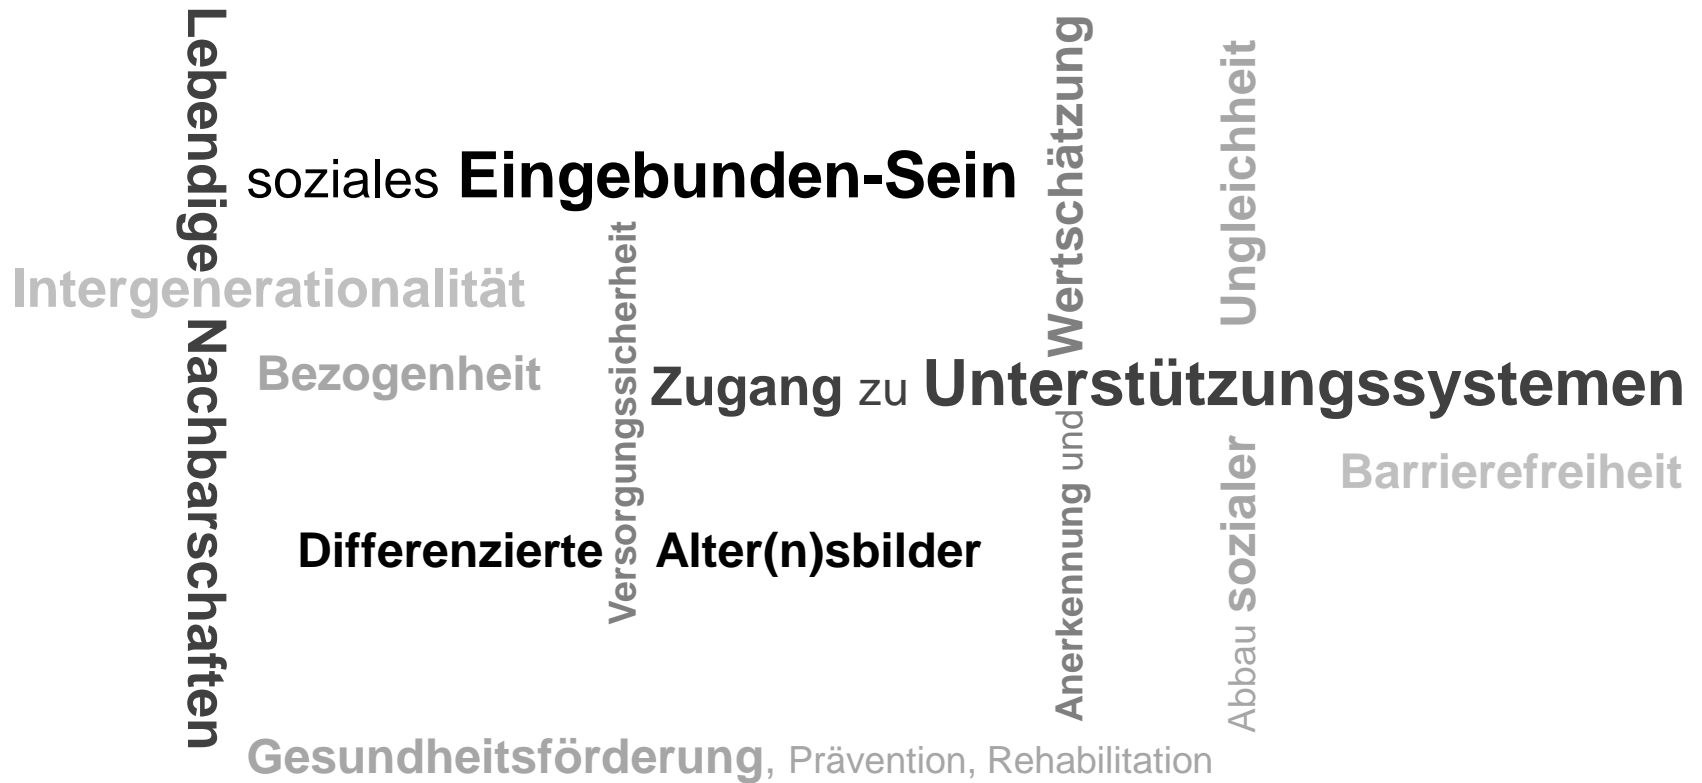 Lebendige Nachbarschaften
soziales Eingebunden-Sein
Intergenerationalität
Bezogenheit
Versorgungssicherheit
Zugang zu Unterstützungssystemen
Anerkennung und Wertschätzung
Abbau sozialer Ungleichheit
Barrierefreiheit
Differenzierte Alter(n)sbilder
Gesundheitsförderung, Prävention, Rehabilitation